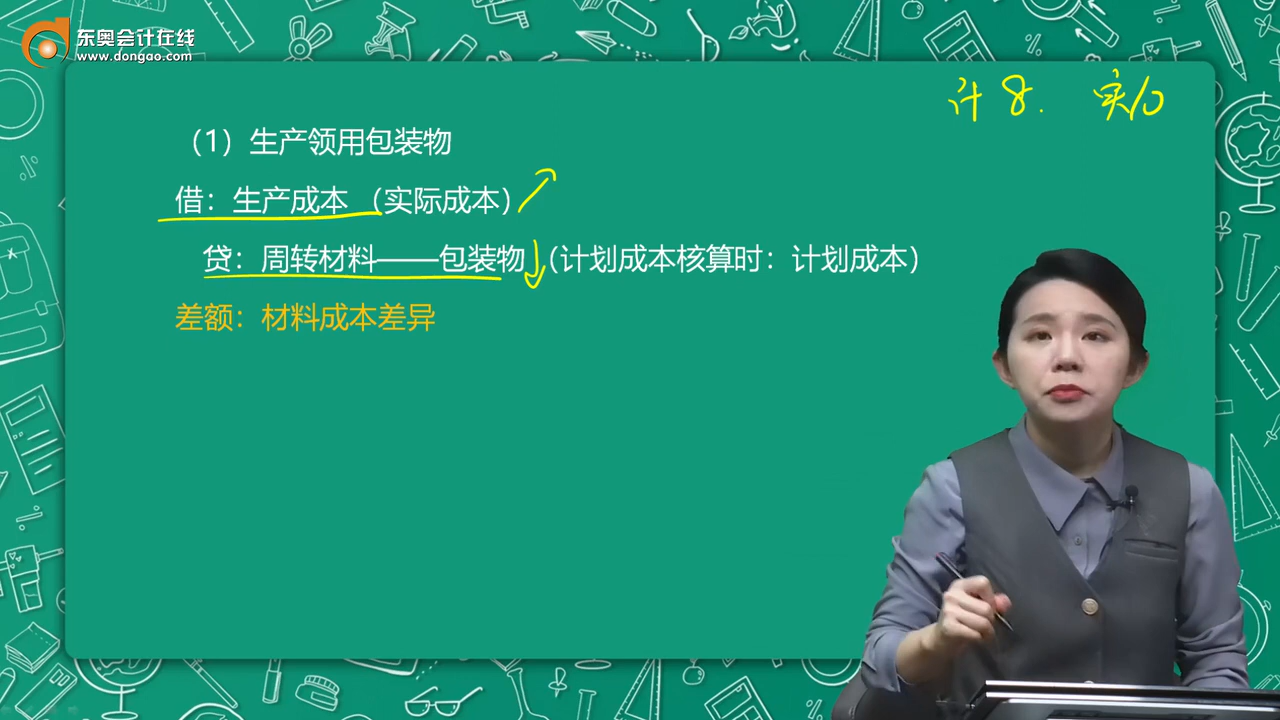 东奥会计在线
www.dongao.com
计8. 实10
（1）生产领用包装物
借：生产成本 （实际成本）
贷：周转材料——包装物 （计划成本核算时：计划成本）
差额：材料成本差异